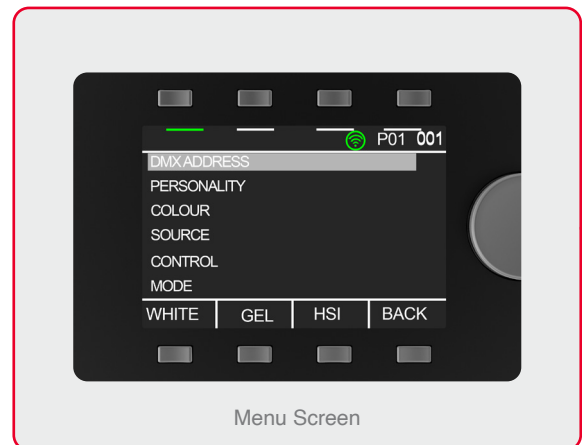 P01 001
DMX ADDRESS
PERSONALITY
COLOUR
SOURCE
CONTROL
MODE
WHITE GEL HSI BACK
Menu Screen